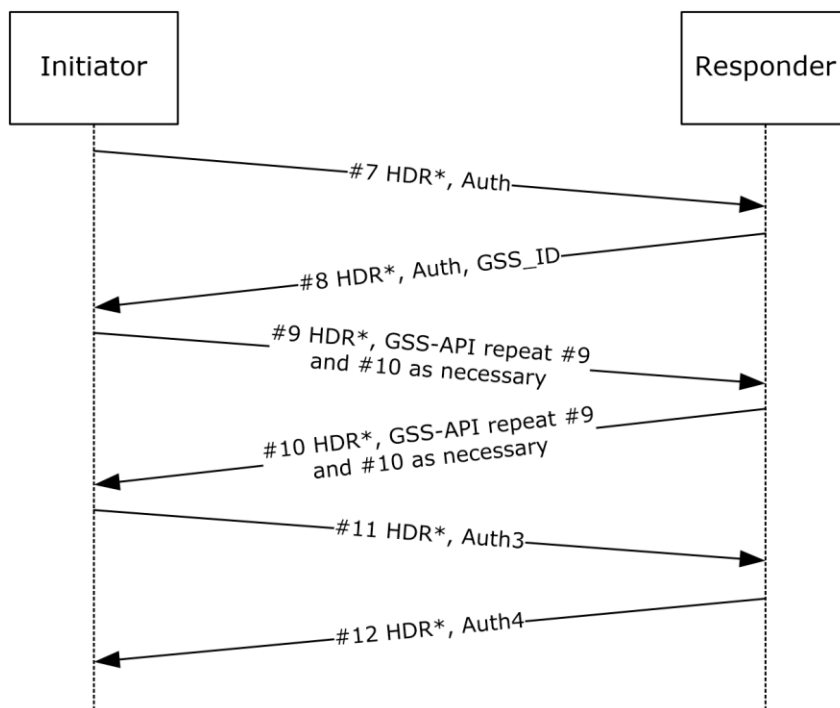 Initiator
Responder
#7 HDR*, Auth
#8 HDR*, Auth, GSS_ID
#9 HDR*, GSS-API repeat #9
and #10 as necessary
#10 HDR*, GSS-API repeat #9
and #10 as necessary
#11 HDR*, Auth3
#12 HDR*, Auth4